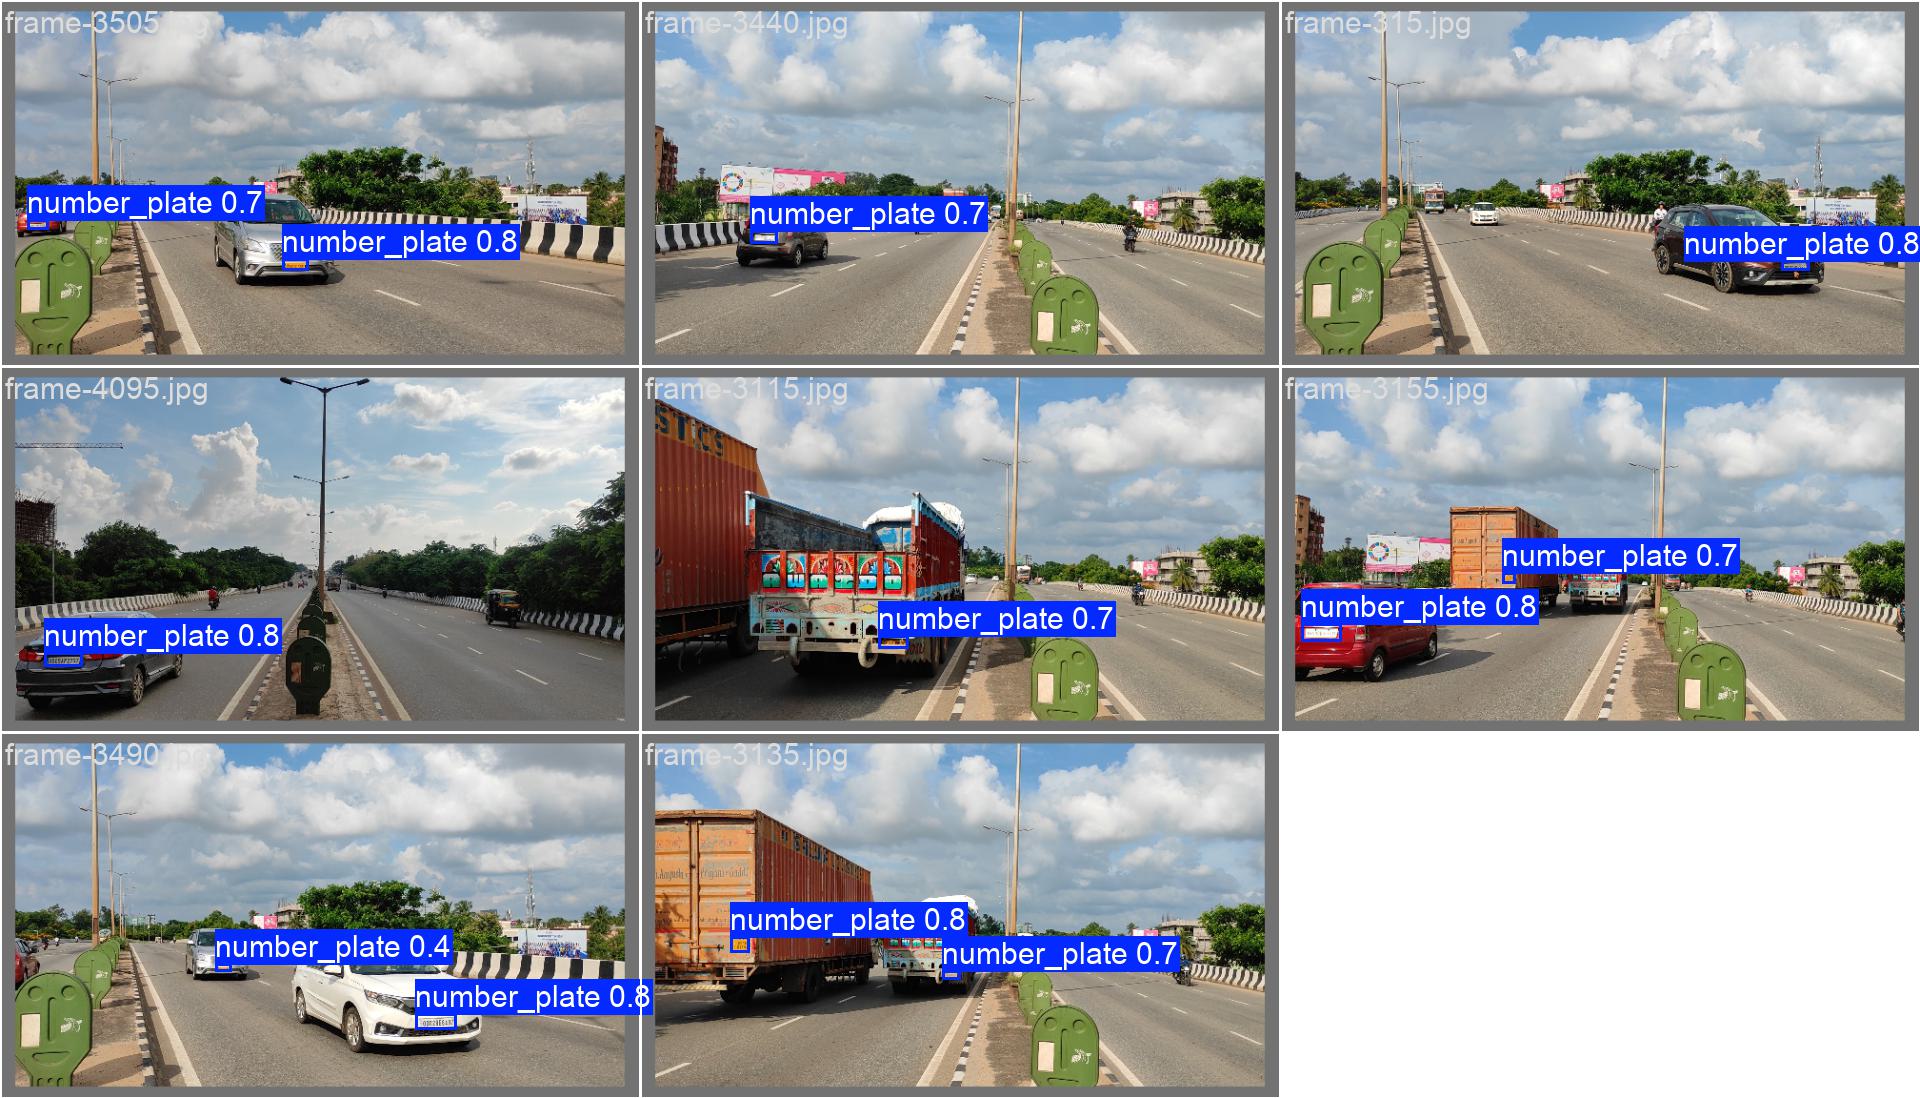 frame-3505.jpg
number_plate 0.7
number_plate 0.8
frame-3440.jpg
number_plate 0.7
frame-315.jpg
number_plate 0.8
frame-4095.jpg
number_plate 0.8
frame-3115.jpg
STICS
number_plate 0.7
frame-3155.jpg
number_plate 0.7
number_plate 0.8
frame-3490.jpg
number_plate 0.4
number_plate 0.8
frame-3135.jpg
number_plate 0.8
number_plate 0.7